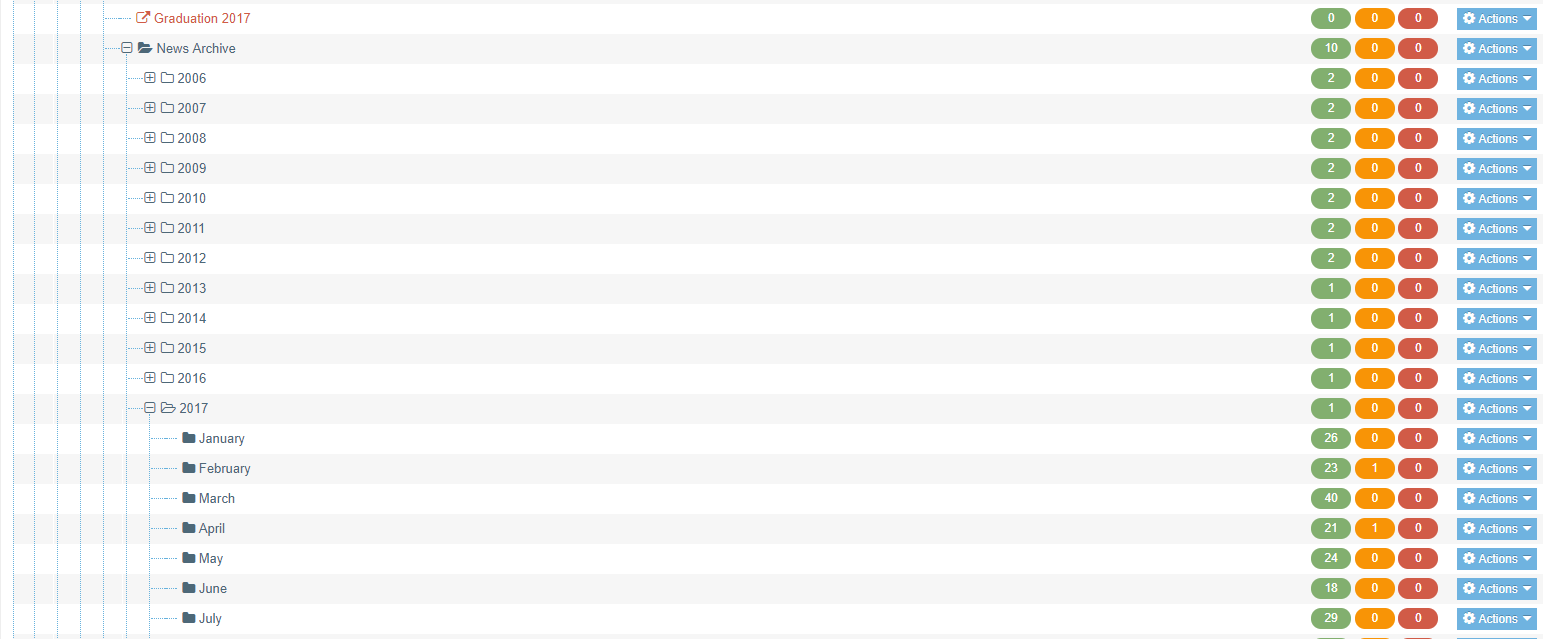 Graduation 2017 0 0 0 Actions
News Archive 10 0 0 Actions
2006 2 0 0 Actions
2007 2 0 0 Actions
2008 2 0 0 Actions
2009 2 0 0 Actions
2010 2 0 0 Actions
2011 2 0 0 Actions
2012 2 0 0 Actions
2013 1 0 0 Actions
2014 1 0 0 Actions
2015 1 0 0 Actions
2016 1 0 0 Actions
2017 1 0 0 Actions
January 26 0 0 Actions
February 23 1 0 Actions
March 40 0 0 Actions
April 21 1 0 Actions
May 24 0 0 Actions
June 18 0 0 Actions
July 29 0 0 Actions